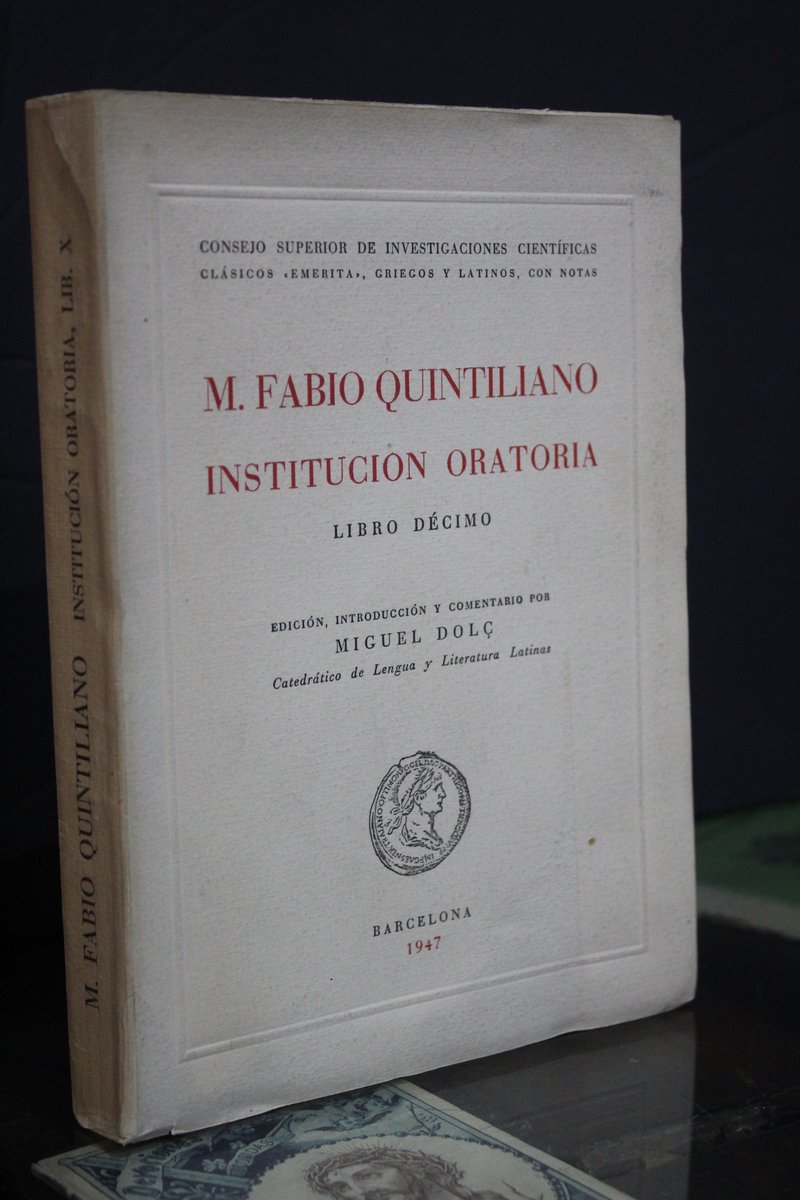 CONSEJO SUPERIOR DE INVESTIGACIONES CIENTÍFICAS
CLÁSICOS «EMERITA», GRIEGOS Y LATINOS, CON NOTAS
M. FABIO QUINTILIANO
INSTITUCION ORATORIA
LIBRO DÉCIMO
EDICIÓN, INTRODUCCIÓN Y COMENTARIO POR
MIGUEL DOLÇ
Catedrático de Lengua y Literatura Latinas
BARCELONA
1947
M. FABIO QUINTILIANO INSTITUCIÓN ORATORIA, LIB. X